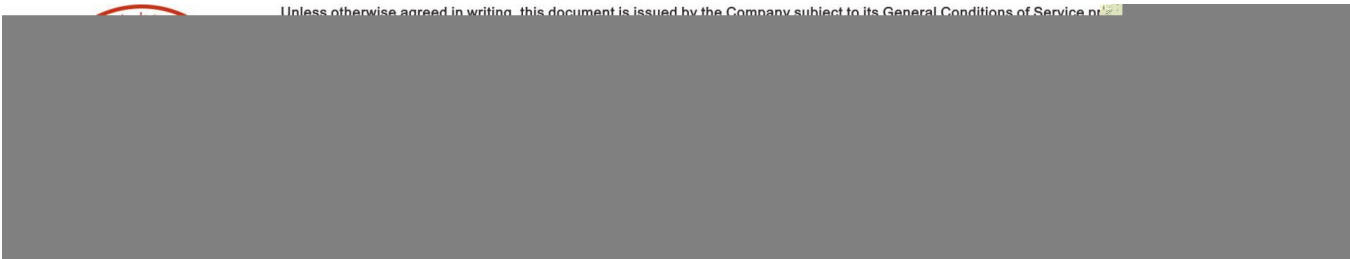 Unless otherwise agreed in writing, this document is issued by the Company subject to its General Conditions of Service